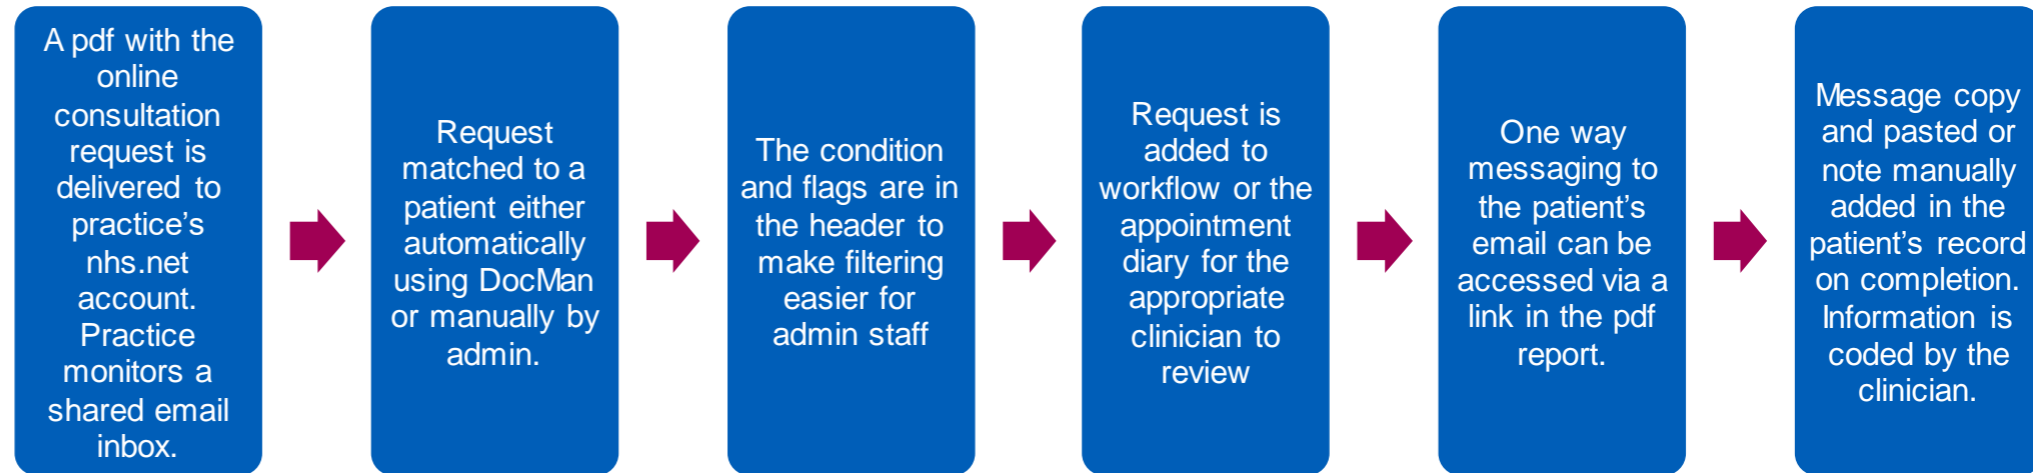 A pdf with the
online
consultation
request is
delivered to
practice’s
nhs.net
account.
Practice
monitors a
shared email
inbox.
Request
matched to a
patient either
automatically
using DocMan
or manually by
admin.
The condition
and flags are in
the header to
make filtering
easier for
admin staff
Request is
added to
workflow or the
appointment
diary for the
appropriate
clinician to
review
One way
messaging to
the patient’s
email can be
accessed via a
link in the pdf
report.
Message copy
and pasted or
note manually
added in the
patient’s record
on completion.
Information is
coded by the
clinician.